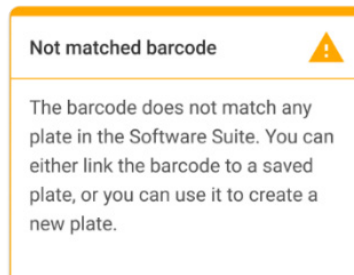 Not matched barcode
The barcode does not match any
plate in the Software Suite. You can
either link the barcode to a saved
plate, or you can use it to create a
new plate.